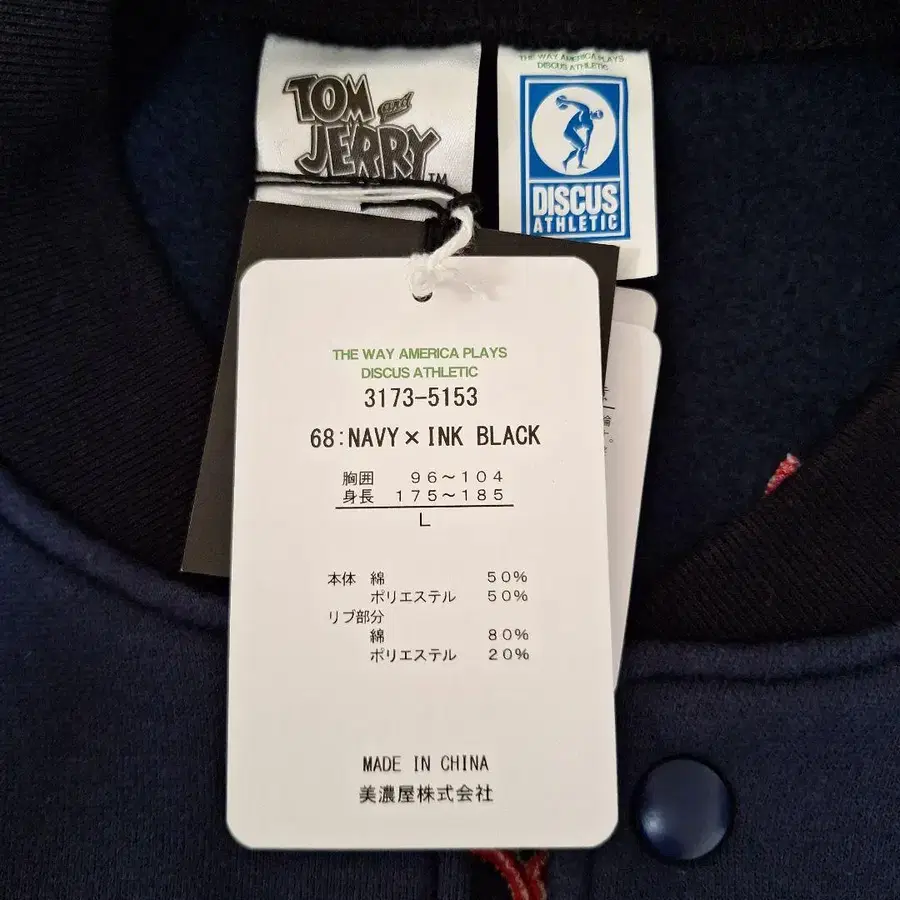 TOM and
JERRY™
THE WAY AMERICA PLAYS
DISCUS ATHLETIC
DISCUS
ATHLETIC
THE WAY AMERICA PLAYS
DISCUS ATHLETIC
3173-5153
68:NAVY×INK BLACK
胸囲 96～104
身長 175～185
L
本体 綿 50%
ポリエステル 50%
リブ部分
綿 80%
ポリエステル 20%
MADE IN CHINA
美濃屋株式会社